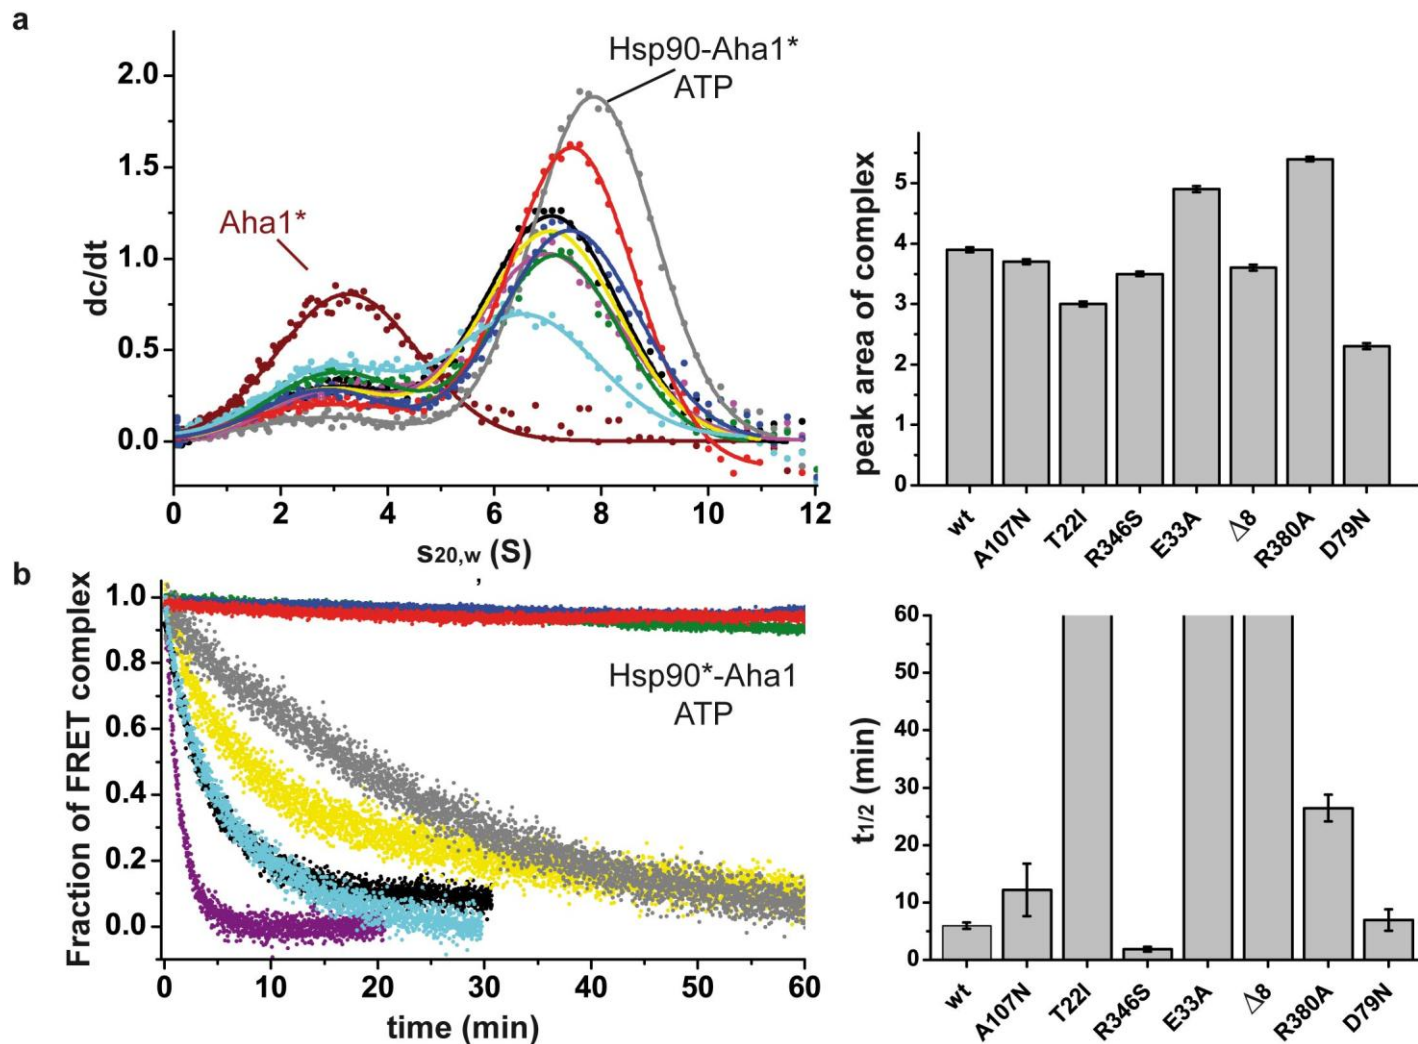 a
Hsp90-Aha1*
ATP
Aha1*
dc/dt
2.0
1.5
1.0
0.5
0.0
0 2 4 6 8 10 12
s20,w (S)
peak area of complex
5
4
3
2
1
0
wt A107N T22I R346S E33A Δ8 R380A D79N
b
Hsp90*-Aha1
ATP
Fraction of FRET complex
1.0
0.8
0.6
0.4
0.2
0.0
0 10 20 30 40 50 60
time (min)
t1/2 (min)
60
50
40
30
20
10
0
wt A107N T22I R346S E33A Δ8 R380A D79N